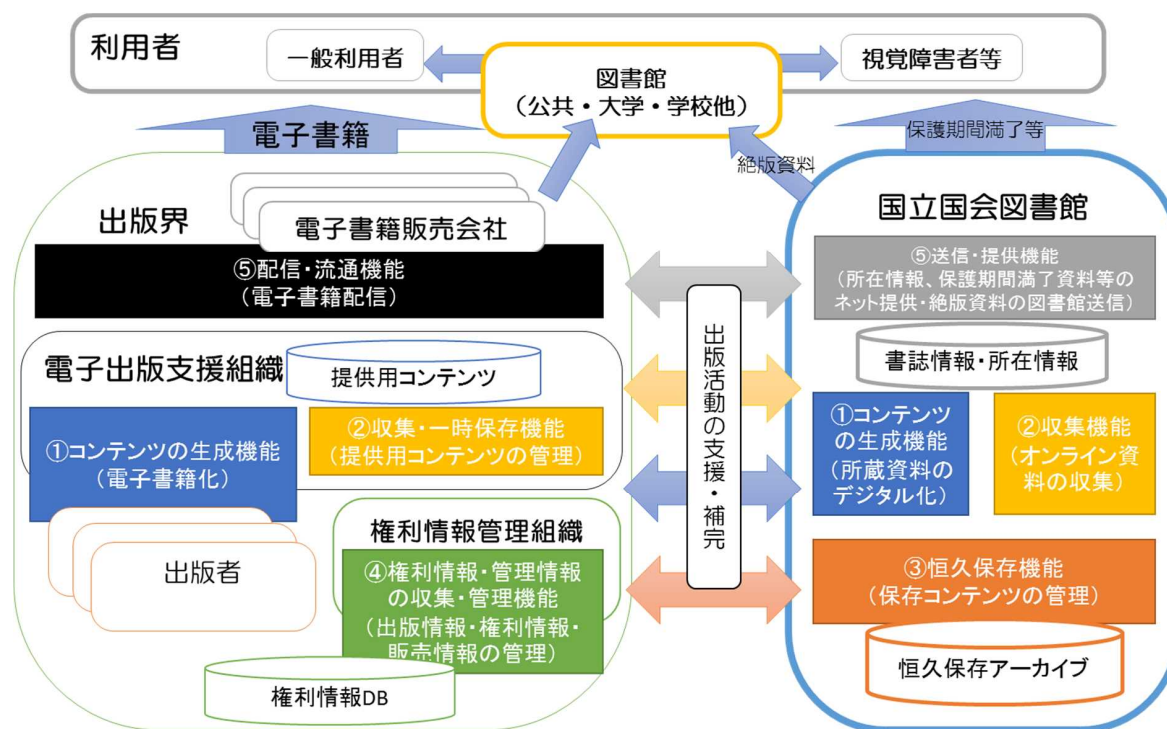 利用者
一般利用者
図書館
（公共・大学・学校他）
視覚障害者等
電子書籍
絶版資料
保護期間満了等
出版界
電子書籍販売会社
⑤配信・流通機能
（電子書籍配信）
電子出版支援組織
提供用コンテンツ
①コンテンツの生成機能
（電子書籍化）
②収集・一時保存機能
（提供用コンテンツの管理）
出版者
権利情報管理組織
④権利情報・管理情報
の収集・管理機能
（出版情報・権利情報・
販売情報の管理）
権利情報DB
出版活動の支援・補完
国立国会図書館
⑤送信・提供機能
（所在情報、保護期間満了資料等の
ネット提供・絶版資料の図書館送信）
書誌情報・所在情報
①コンテンツ
の生成機能
（所蔵資料の
デジタル化）
②収集機能
（オンライン資
料の収集）
③恒久保存機能
（保存コンテンツの管理）
恒久保存アーカイブ